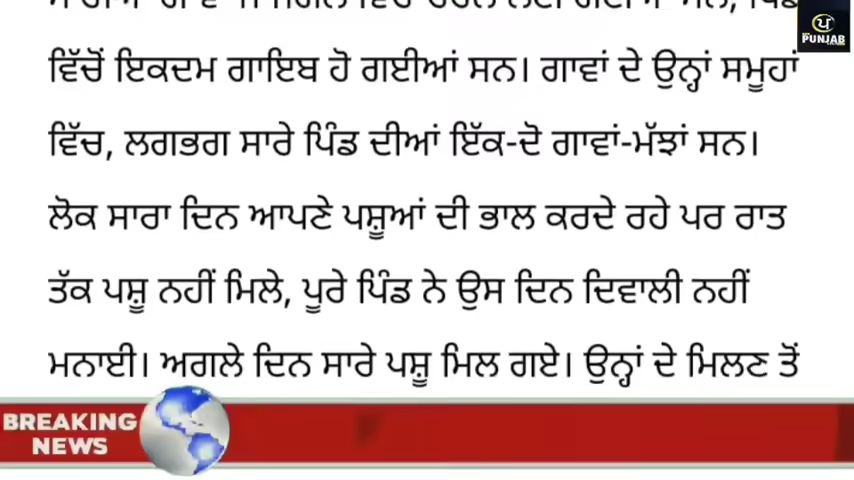 ਵਿੱਚੋਂ ਇਕਦਮ ਗਾਇਬ ਹੋ ਗਈਆਂ ਸਨ। ਗਾਵਾਂ ਦੇ ਉਨ੍ਹਾਂ ਸਮੂਹਾਂ
ਵਿੱਚ, ਲਗਭਗ ਸਾਰੇ ਪਿੰਡ ਦੀਆਂ ਇੱਕ-ਦੋ ਗਾਵਾਂ-ਮੱਝਾਂ ਸਨ।
ਲੋਕ ਸਾਰਾ ਦਿਨ ਆਪਣੇ ਪਸ਼ੂਆਂ ਦੀ ਭਾਲ ਕਰਦੇ ਰਹੇ ਪਰ ਰਾਤ
ਤੱਕ ਪਸ਼ੂ ਨਹੀਂ ਮਿਲੇ, ਪੂਰੇ ਪਿੰਡ ਨੇ ਉਸ ਦਿਨ ਦਿਵਾਲੀ ਨਹੀਂ
ਮਨਾਈ। ਅਗਲੇ ਦਿਨ ਸਾਰੇ ਪਸ਼ੂ ਮਿਲ ਗਏ। ਉਨ੍ਹਾਂ ਦੇ ਮਿਲਣ ਤੋਂ
ਪ
PUNJAB
BREAKING
NEWS